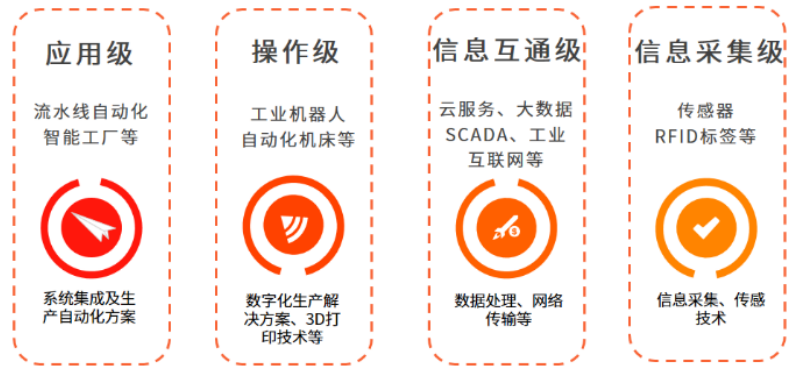 应用级
流水线自动化
智能工厂等
系统集成及生
产自动化方案
操作级
工业机器人
自动化机床等
数字化生产解
决方案、3D打
印技术等
信息互通级
云服务、大数据
SCADA、工业
互联网等
数据处理、网络
传输等
信息采集级
传感器
RFID标签等
信息采集、传感
技术